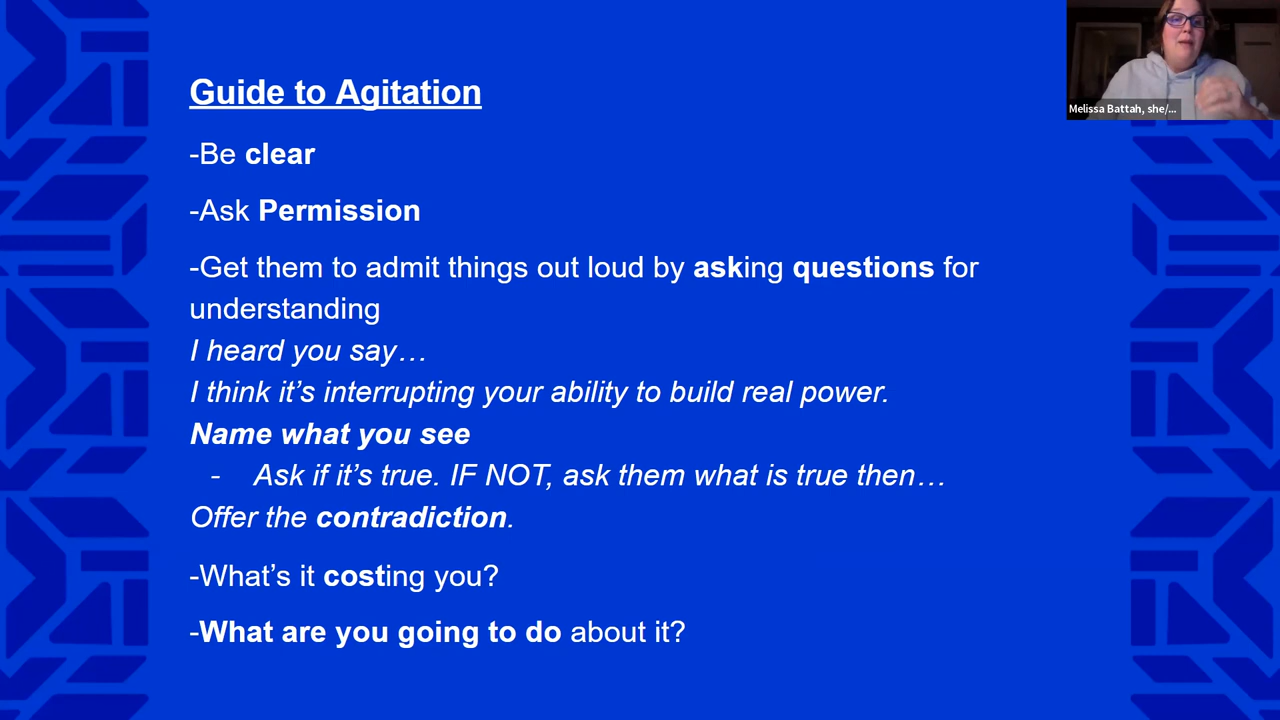 Guide to Agitation
-Be clear
-Ask Permission
-Get them to admit things out loud by asking questions for
understanding
I heard you say…
I think it’s interrupting your ability to build real power.
Name what you see
- Ask if it’s true. IF NOT, ask them what is true then…
Offer the contradiction.
-What’s it costing you?
-What are you going to do about it?
Melissa Battah, she/...